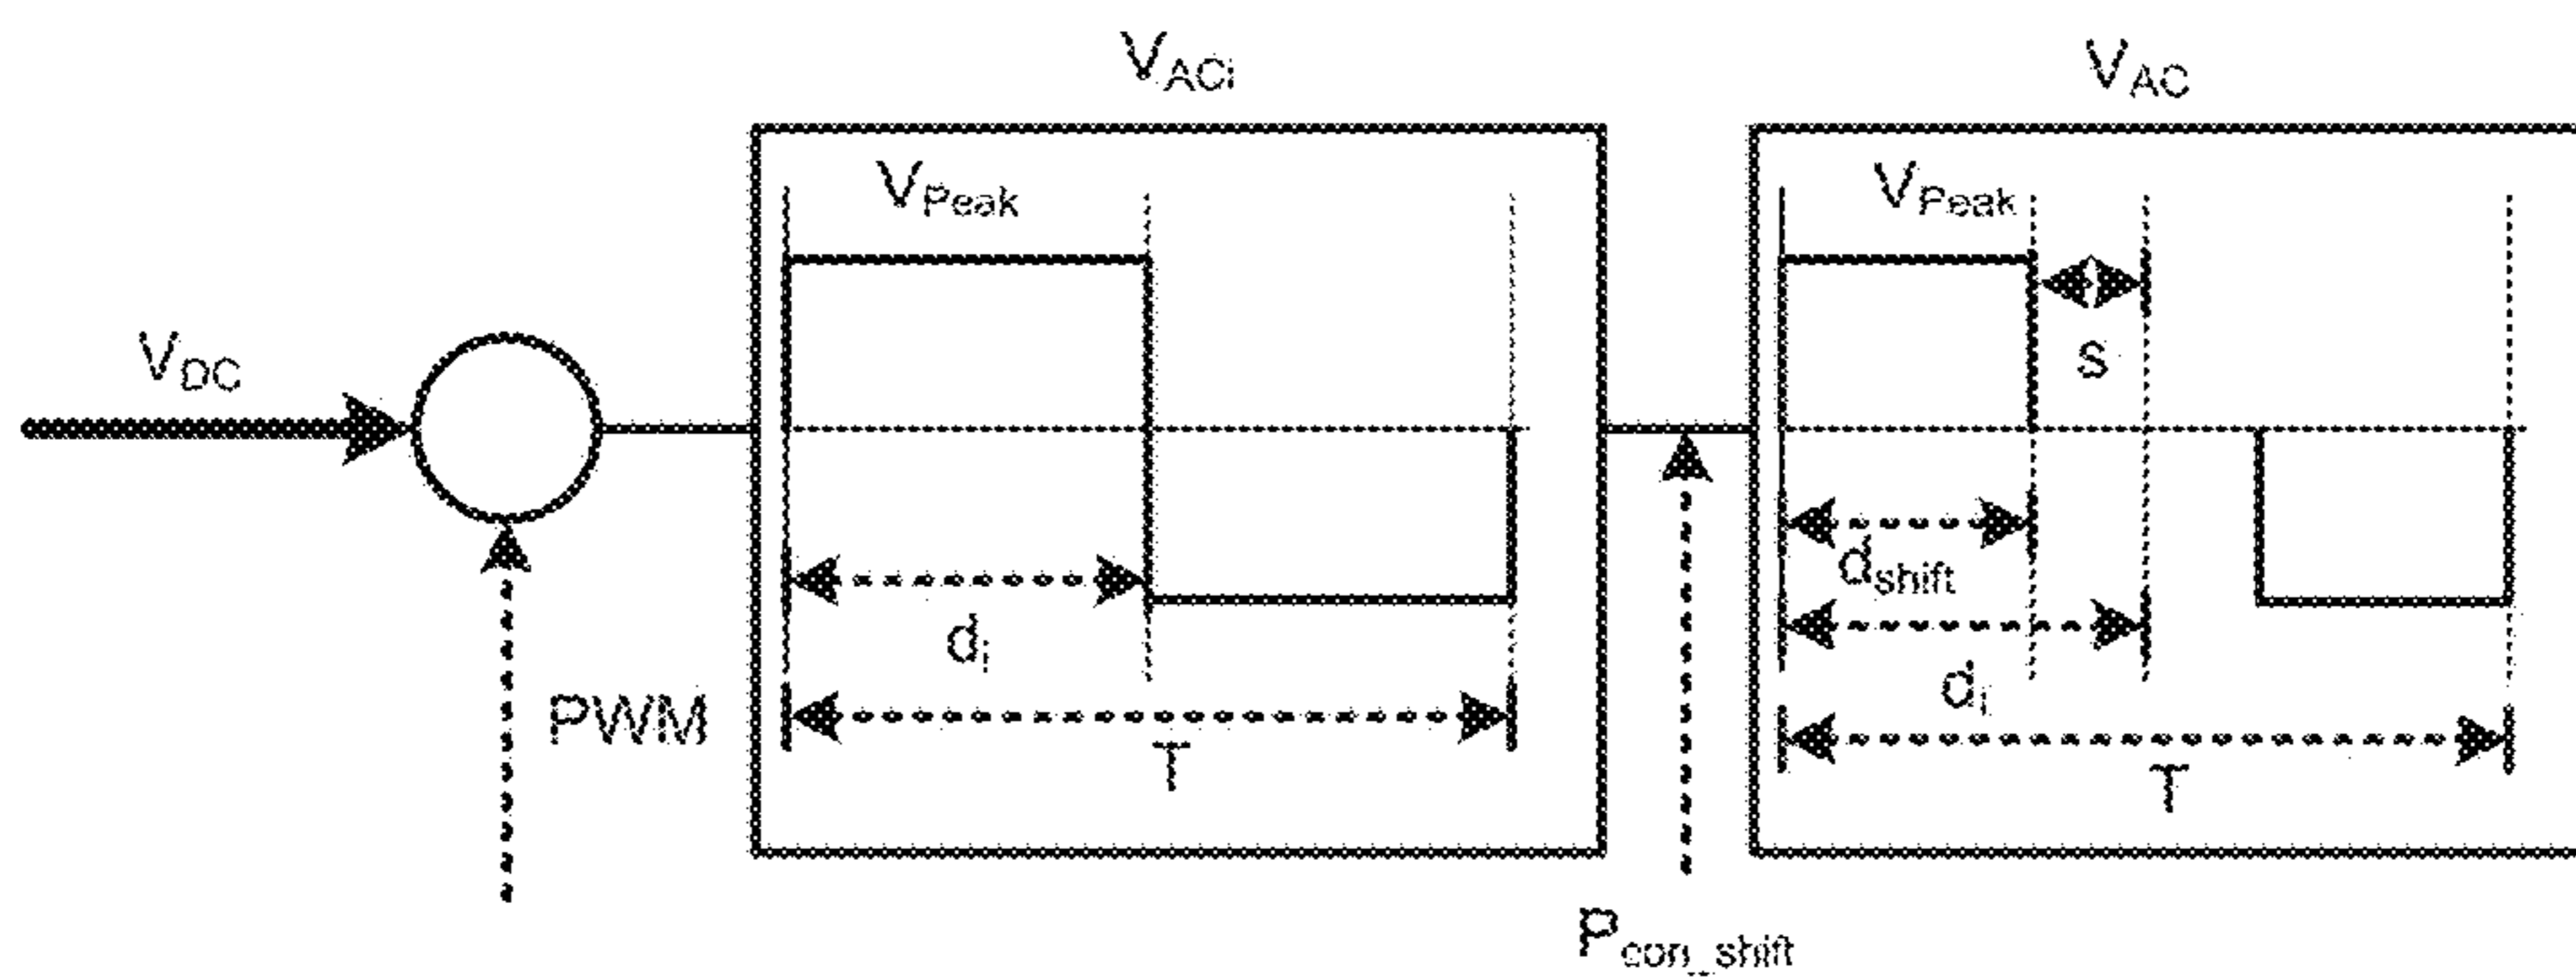 V_ACi
V_AC
V_Peak
V_Peak
V_DC
s
d_shift
d_i
d_i
PWM
T
T
P_con_shift